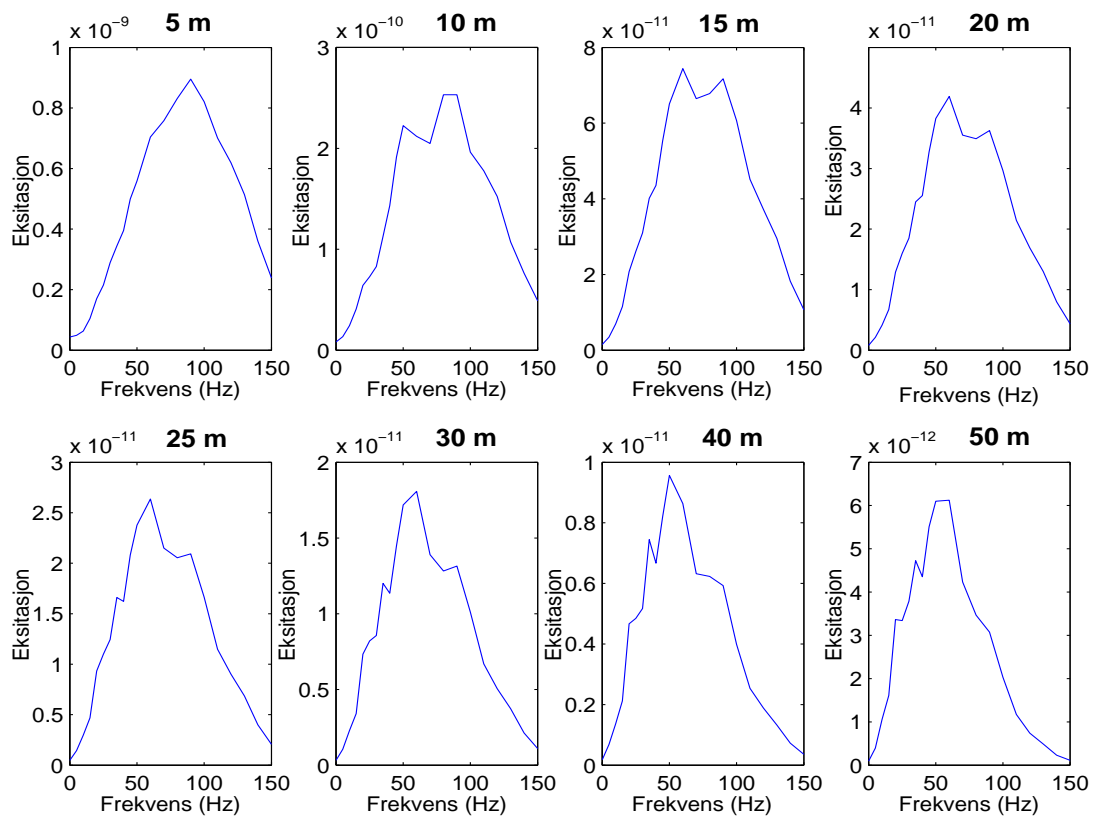 x 10⁻⁹ 5 m
1
0.8
0.6
0.4
0.2
0
Eksitasjon
0 50 100 150
Frekvens (Hz)
x 10⁻¹⁰ 10 m
3
2
1
0
Eksitasjon
0 50 100 150
Frekvens (Hz)
x 10⁻¹¹ 15 m
8
6
4
2
0
Eksitasjon
0 50 100 150
Frekvens (Hz)
x 10⁻¹¹ 20 m
4
3
2
1
0
Eksitasjon
0 50 100 150
Frekvens (Hz)
x 10⁻¹¹ 25 m
3
2.5
2
1.5
1
0.5
0
Eksitasjon
0 50 100 150
Frekvens (Hz)
x 10⁻¹¹ 30 m
2
1.5
1
0.5
0
Eksitasjon
0 50 100 150
Frekvens (Hz)
x 10⁻¹¹ 40 m
1
0.8
0.6
0.4
0.2
0
Eksitasjon
0 50 100 150
Frekvens (Hz)
x 10⁻¹² 50 m
7
6
5
4
3
2
1
0
Eksitasjon
0 50 100 150
Frekvens (Hz)